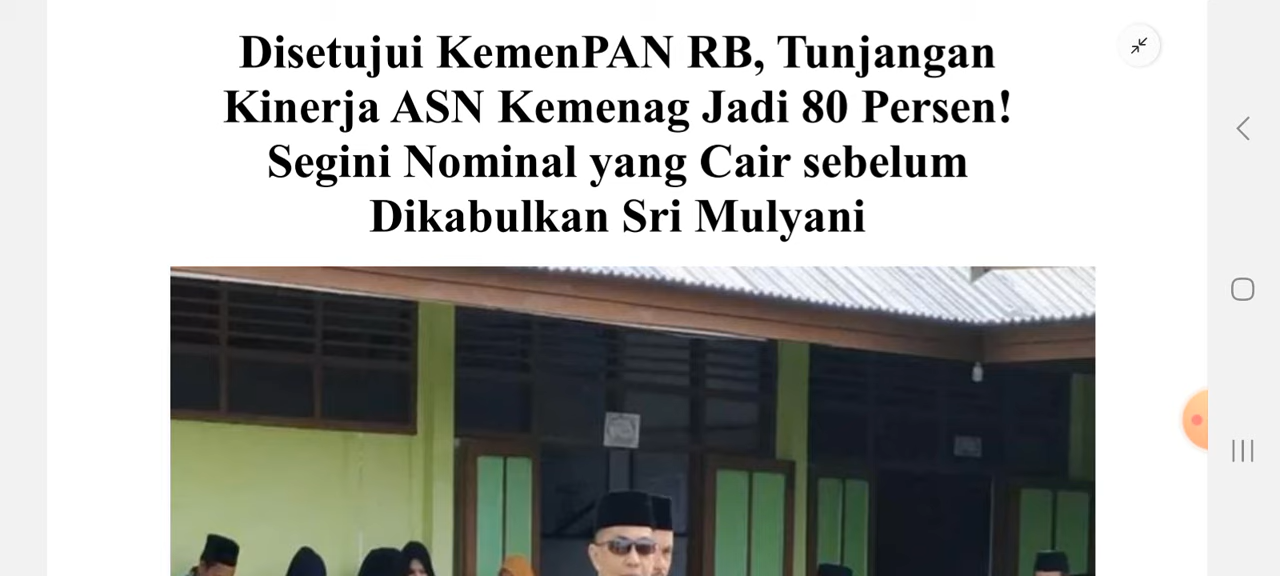 Disetujui KemenPAN RB, Tunjangan
Kinerja ASN Kemenag Jadi 80 Persen!
Segini Nominal yang Cair sebelum
Dikabulkan Sri Mulyani